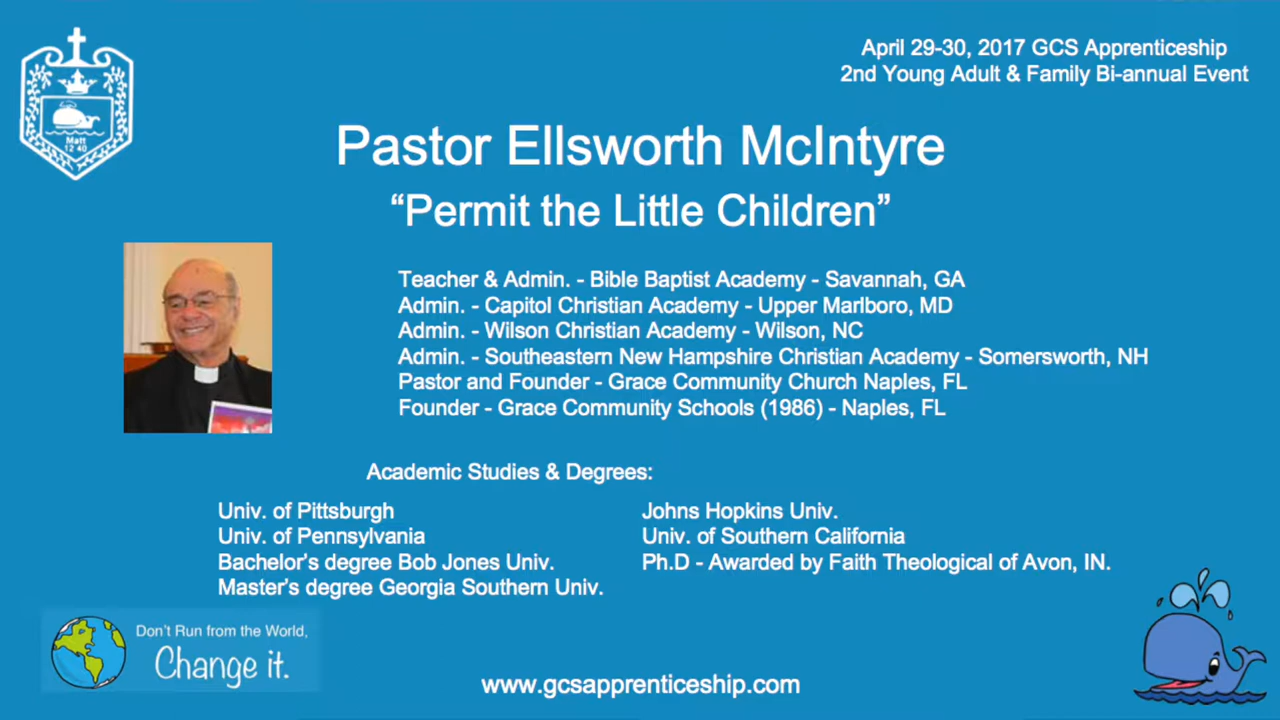 April 29-30, 2017 GCS Apprenticeship
2nd Young Adult & Family Bi-annual Event
Matt
12 40
Pastor Ellsworth McIntyre
“Permit the Little Children”
Teacher & Admin. - Bible Baptist Academy - Savannah, GA
Admin. - Capitol Christian Academy - Upper Marlboro, MD
Admin. - Wilson Christian Academy - Wilson, NC
Admin. - Southeastern New Hampshire Christian Academy - Somersworth, NH
Pastor and Founder - Grace Community Church Naples, FL
Founder - Grace Community Schools (1986) - Naples, FL
Academic Studies & Degrees:
Univ. of Pittsburgh
Univ. of Pennsylvania
Bachelor’s degree Bob Jones Univ.
Master’s degree Georgia Southern Univ.
Johns Hopkins Univ.
Univ. of Southern California
Ph.D - Awarded by Faith Theological of Avon, IN.
Don’t Run from the World,
Change it.
www.gcsapprenticeship.com